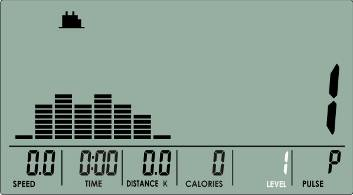 1
0.0 0:00 0.0 0 1 P
SPEED TIME DISTANCE K CALORIES LEVEL PULSE